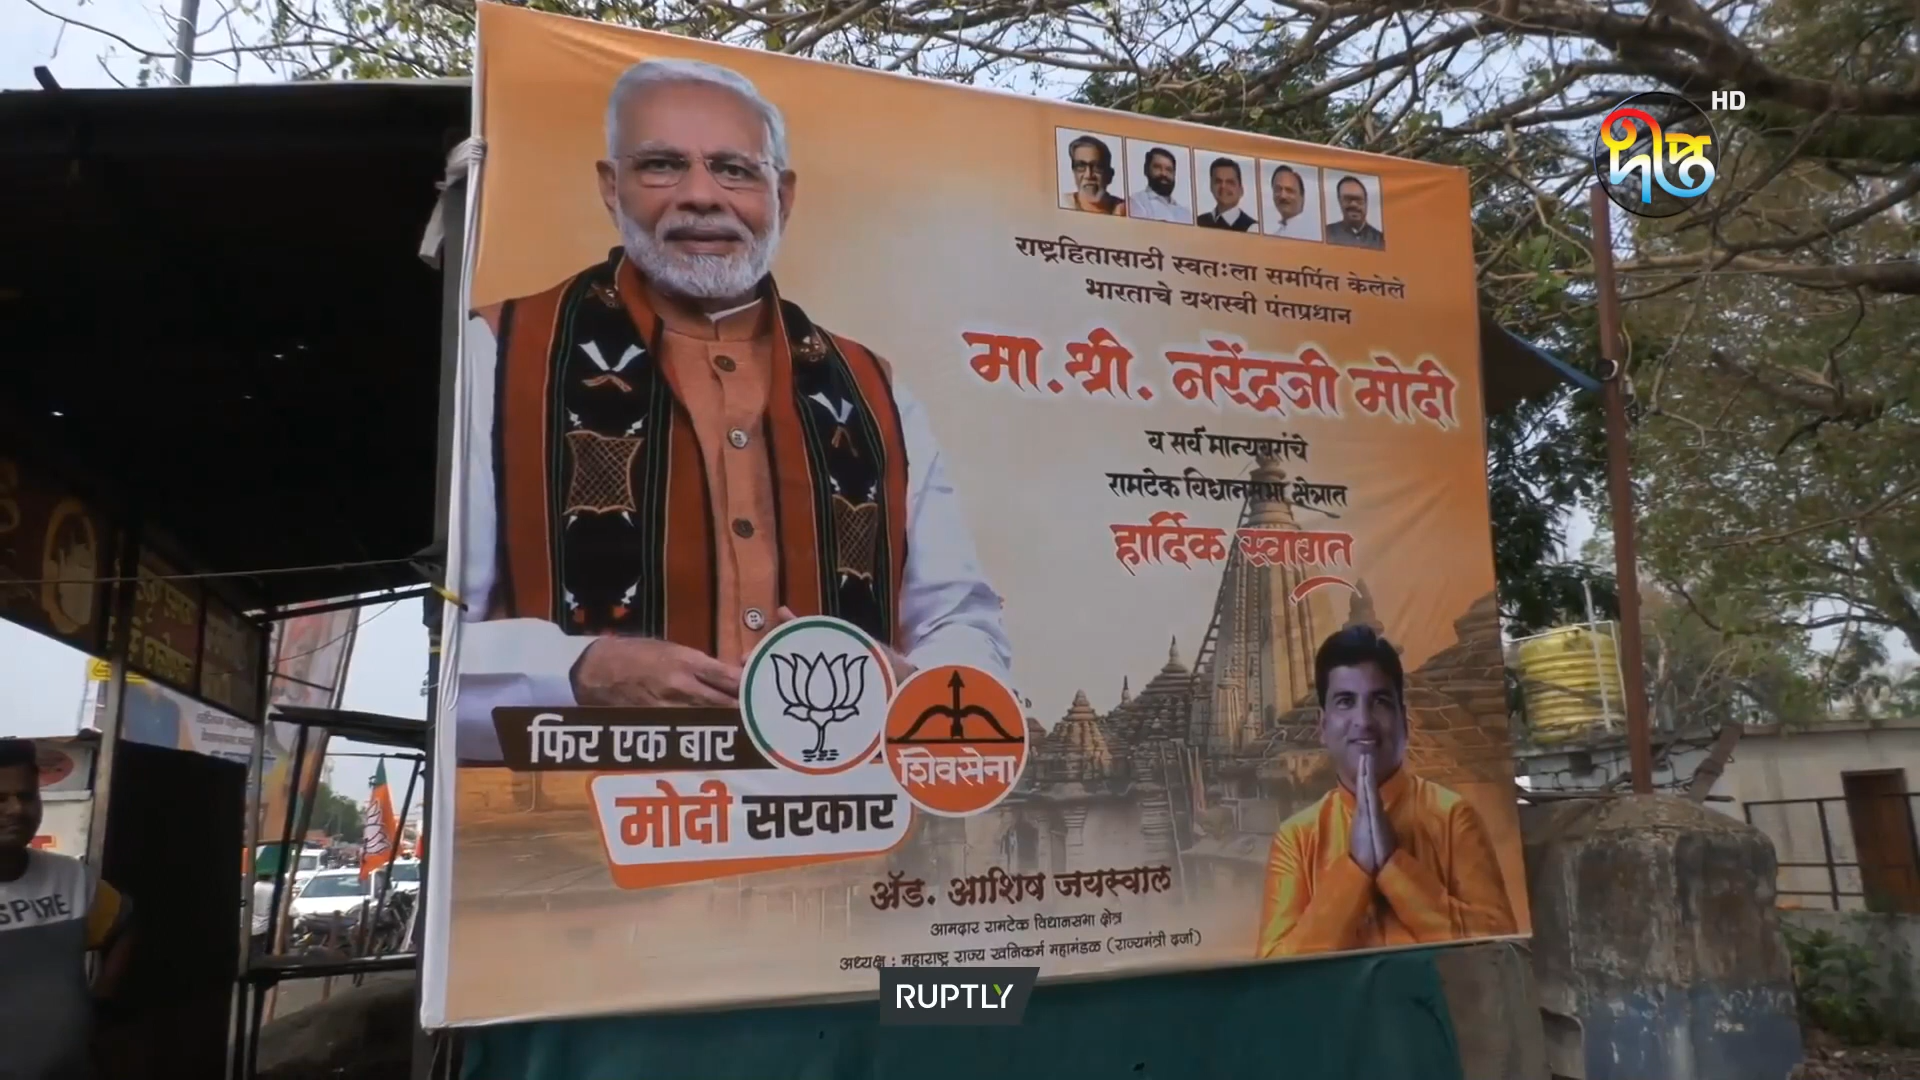 HD
দীপ্ত
राष्ट्रहितासाठी स्वतःला समर्पित केलेले
भारताचे यशस्वी पंतप्रधान
मा.श्री. नरेंद्रजी मोदी
व सर्व मान्यवरांचे
रामटेक विधानसभा क्षेत्रात
हार्दिक स्वागत
फिर एक बार
मोदी सरकार
शिवसेना
ॲड. आशिष जयस्वाल
आमदार रामटेक विधानसभा क्षेत्र
अध्यक्ष : महाराष्ट्र राज्य खनिकर्म महामंडळ (राज्यमंत्री दर्जा)
SPIRE
RUPTLY